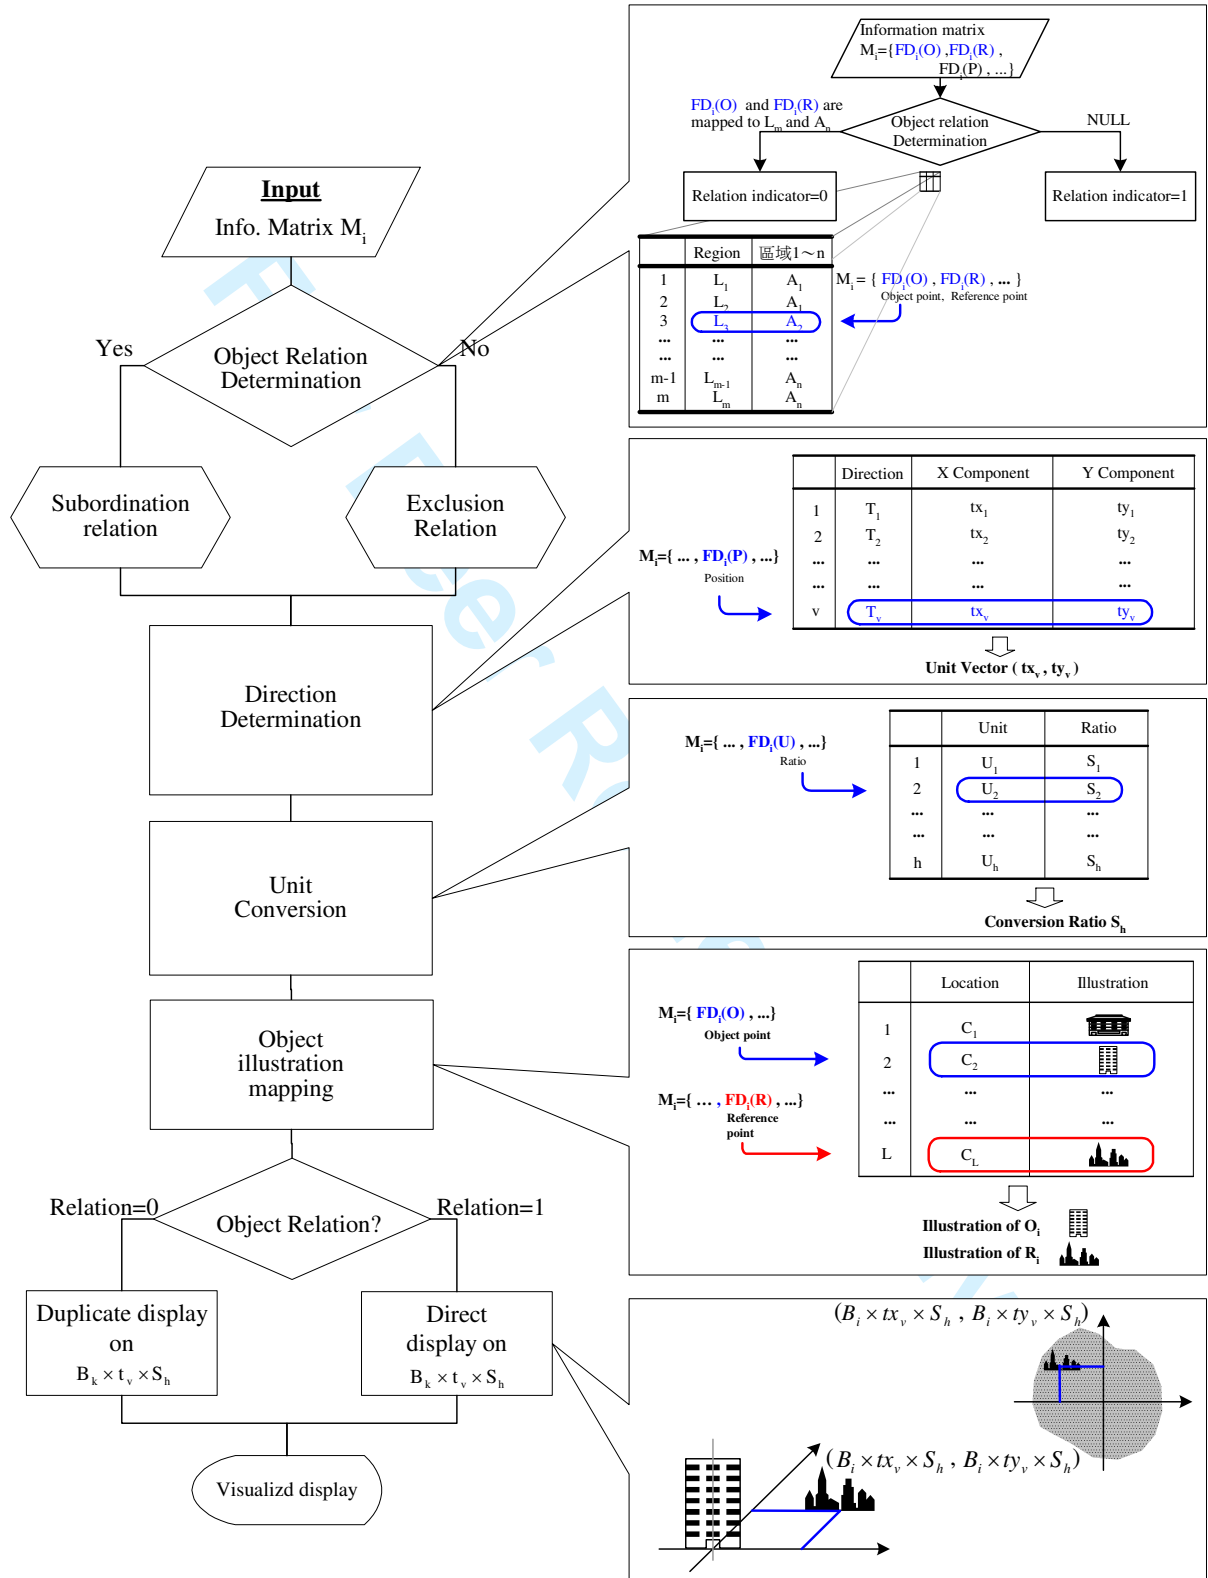 Input
Info. Matrix Mi
Yes
No
Object Relation
Determination
Subordination
relation
Exclusion
Relation
Direction
Determination
Unit
Conversion
Object
illustration
mapping
Relation=0
Relation=1
Object Relation?
Duplicate display
on
Bk × tv × Sh
Direct
display on
Bk × tv × Sh
Visualizd display
Information matrix
Mi={FDi(O) ,FDi(R) ,
FDi(P) , ...}
FDi(O) and FDi(R) are
mapped to Lm and An
Object relation
Determination
NULL
Relation indicator=0
Relation indicator=1
Region 區域1～n
1 L1 A1
2 L2 A1
3 L3 A2
... ... ...
... ... ...
m-1 Lm-1 An
m Lm An
Mi = { FDi(O) , FDi(R) , ... }
Object point, Reference point
Mi={ ... , FDi(P) , ...}
Position
Direction X Component Y Component
1 T1 tx1 ty1
2 T2 tx2 ty2
... ... ... ...
... ... ... ...
v Tv txv tyv
Unit Vector ( txv , tyv )
Mi={ ... , FDi(U) , ...}
Ratio
Unit Ratio
1 U1 S1
2 U2 S2
... ... ...
... ... ...
h Uh Sh
Conversion Ratio Sh
Mi={ FDi(O) , ...}
Object point
Mi={ ... , FDi(R) , ...}
Reference
point
Location Illustration
1 C1
2 C2
... ... ...
... ... ...
L CL
Illustration of Oi
Illustration of Ri
(Bi × txv × Sh , Bi × tyv × Sh)
(Bi × txv × Sh , Bi × tyv × Sh)